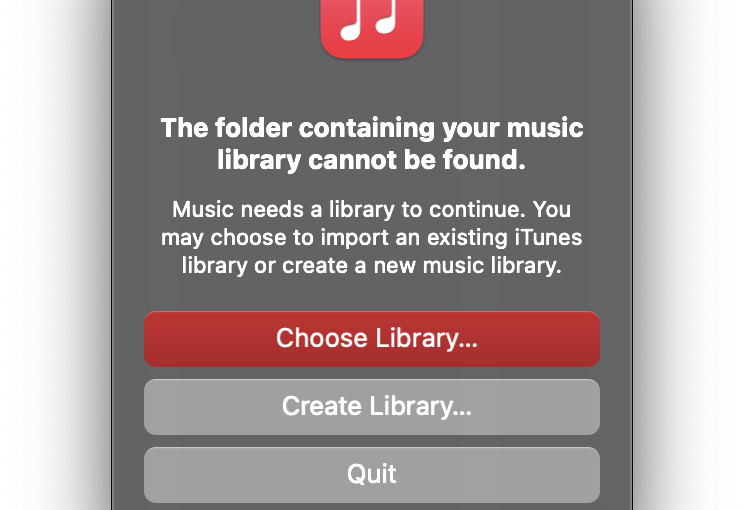 The folder containing your music
library cannot be found.
Music needs a library to continue. You
may choose to import an existing iTunes
library or create a new music library.
Choose Library...
Create Library...
Quit